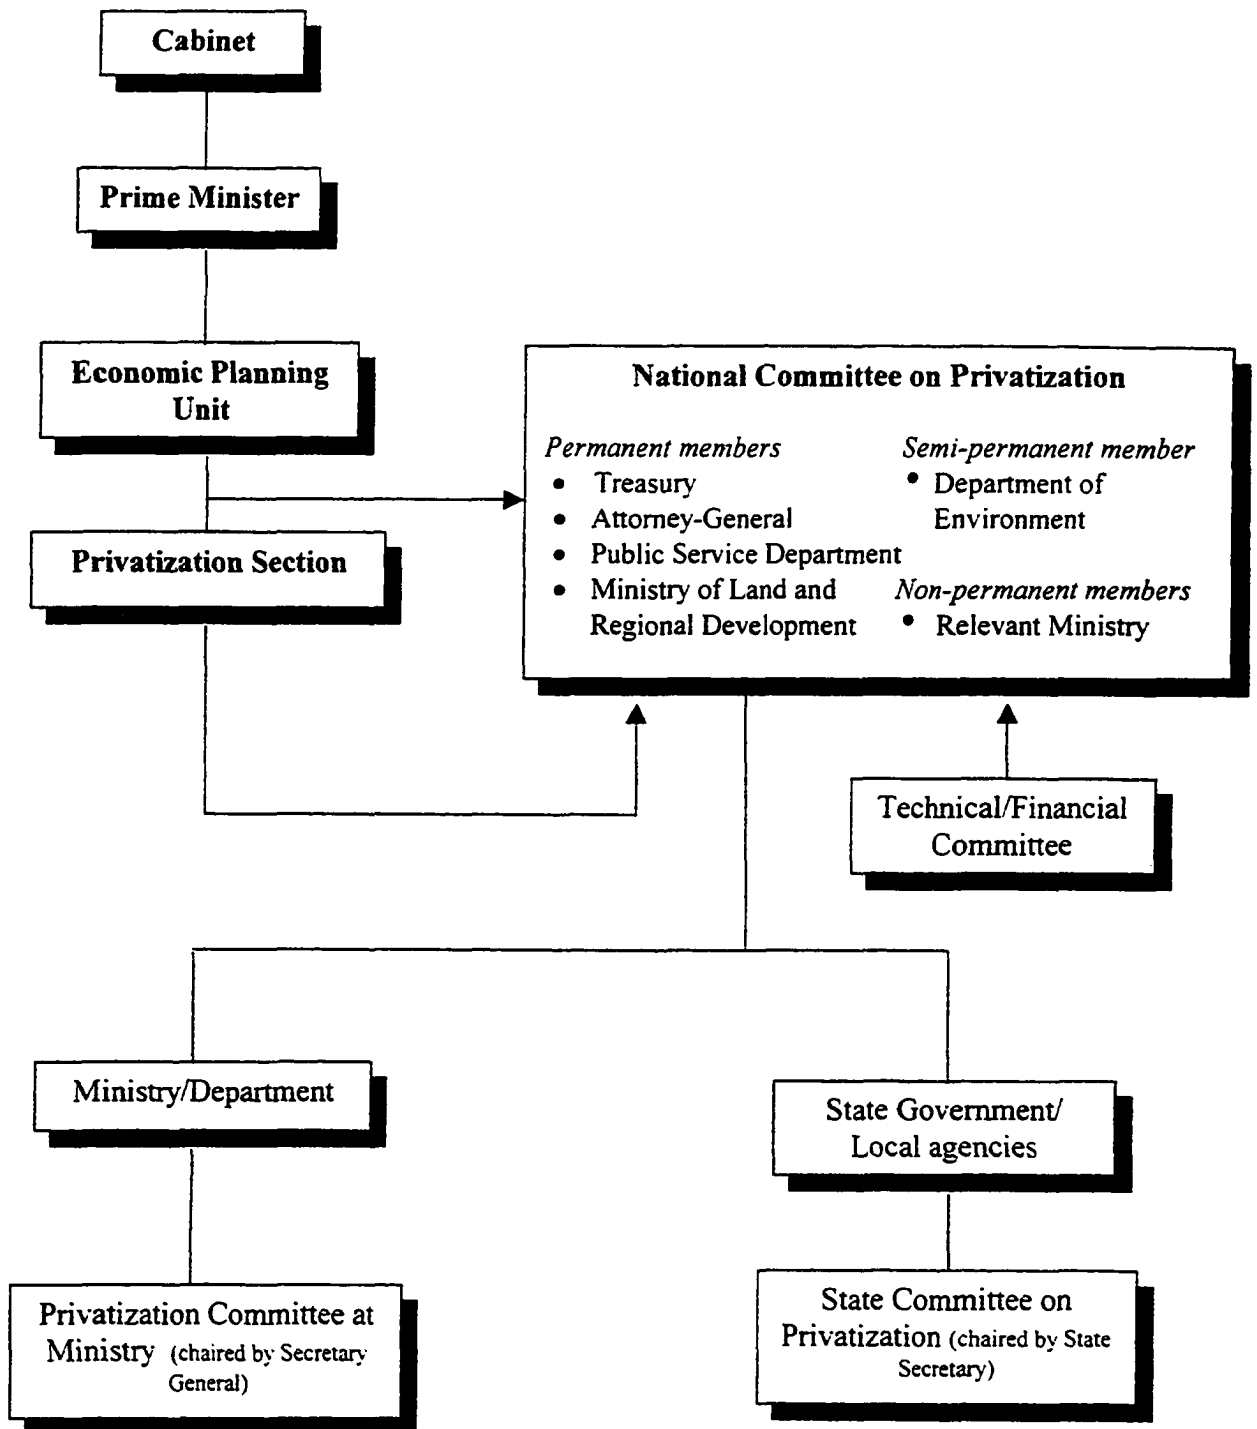 Cabinet
Prime Minister
Economic Planning
Unit
National Committee on Privatization
Permanent members
• Treasury
• Attorney-General
• Public Service Department
• Ministry of Land and
Regional Development
Semi-permanent member
• Department of
Environment
Non-permanent members
• Relevant Ministry
Privatization Section
Technical/Financial
Committee
Ministry/Department
State Government/
Local agencies
Privatization Committee at
Ministry (chaired by Secretary
General)
State Committee on
Privatization (chaired by State
Secretary)